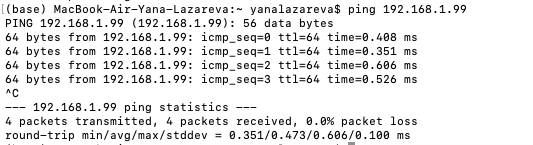 (base) MacBook-Air-Yana-Lazareva:~ yanalazareva$ ping 192.168.1.99
PING 192.168.1.99 (192.168.1.99): 56 data bytes
64 bytes from 192.168.1.99: icmp_seq=0 ttl=64 time=0.408 ms
64 bytes from 192.168.1.99: icmp_seq=1 ttl=64 time=0.351 ms
64 bytes from 192.168.1.99: icmp_seq=2 ttl=64 time=0.606 ms
64 bytes from 192.168.1.99: icmp_seq=3 ttl=64 time=0.526 ms
^C
--- 192.168.1.99 ping statistics ---
4 packets transmitted, 4 packets received, 0.0% packet loss
round-trip min/avg/max/stddev = 0.351/0.473/0.606/0.100 ms